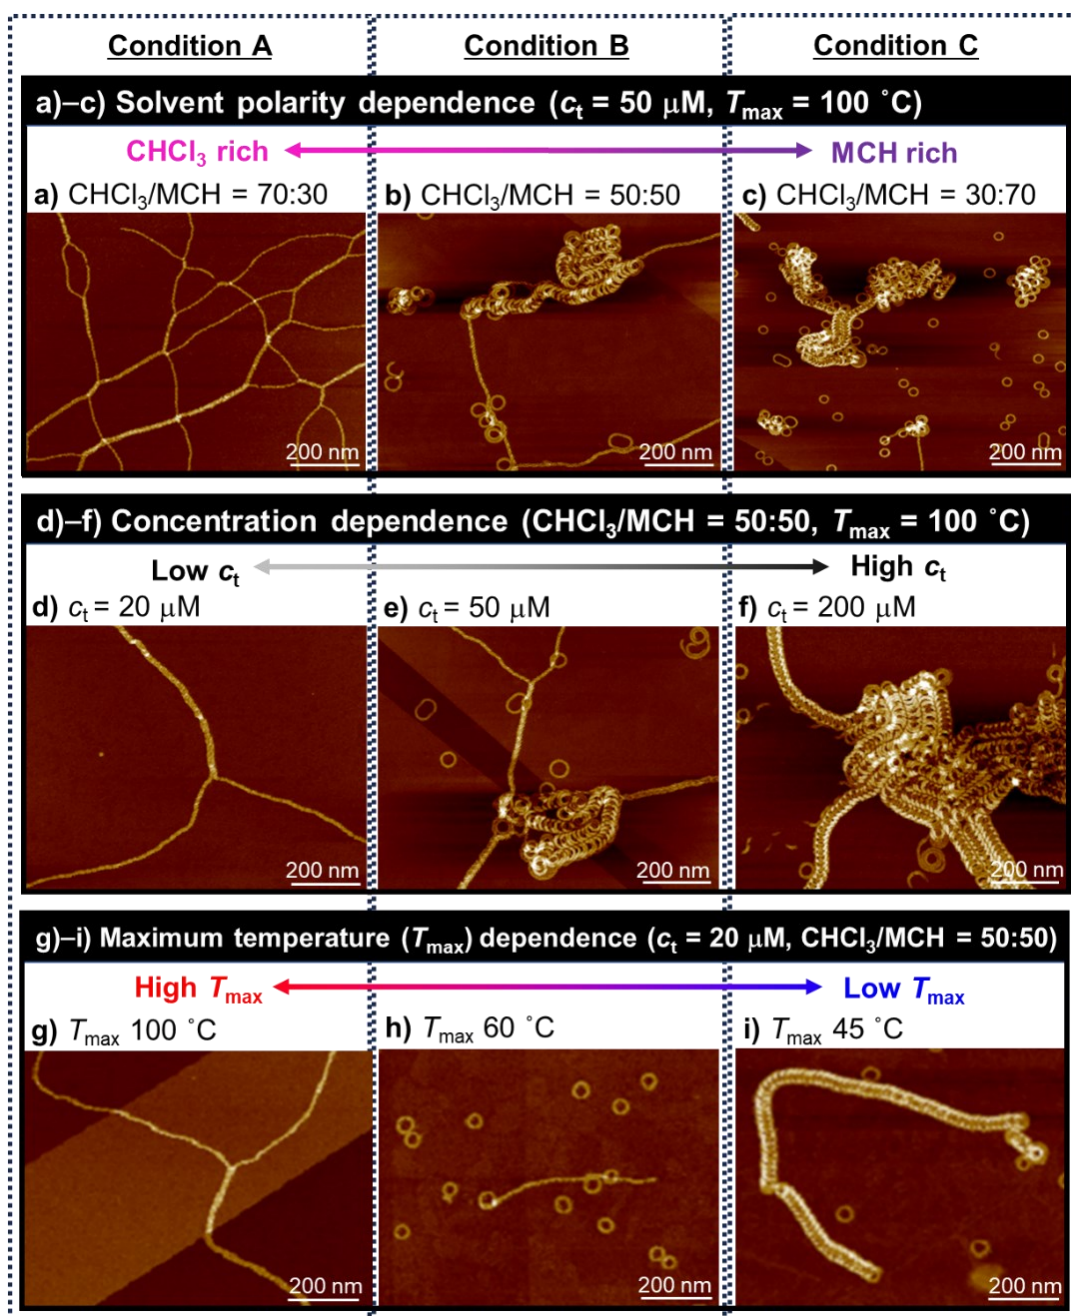 Condition A
Condition B
Condition C
a)–c) Solvent polarity dependence (cₜ = 50 μM, Tmax = 100 ˚C)
CHCl₃ rich
MCH rich
a) CHCl₃/MCH = 70:30
b) CHCl₃/MCH = 50:50
c) CHCl₃/MCH = 30:70
200 nm
200 nm
200 nm
d)–f) Concentration dependence (CHCl₃/MCH = 50:50, Tmax = 100 ˚C)
Low cₜ
High cₜ
d) cₜ = 20 μM
e) cₜ = 50 μM
f) cₜ = 200 μM
200 nm
200 nm
200 nm
g)–i) Maximum temperature (Tmax) dependence (cₜ = 20 μM, CHCl₃/MCH = 50:50)
High Tmax
Low Tmax
g) Tmax 100 ˚C
h) Tmax 60 ˚C
i) Tmax 45 ˚C
200 nm
200 nm
200 nm